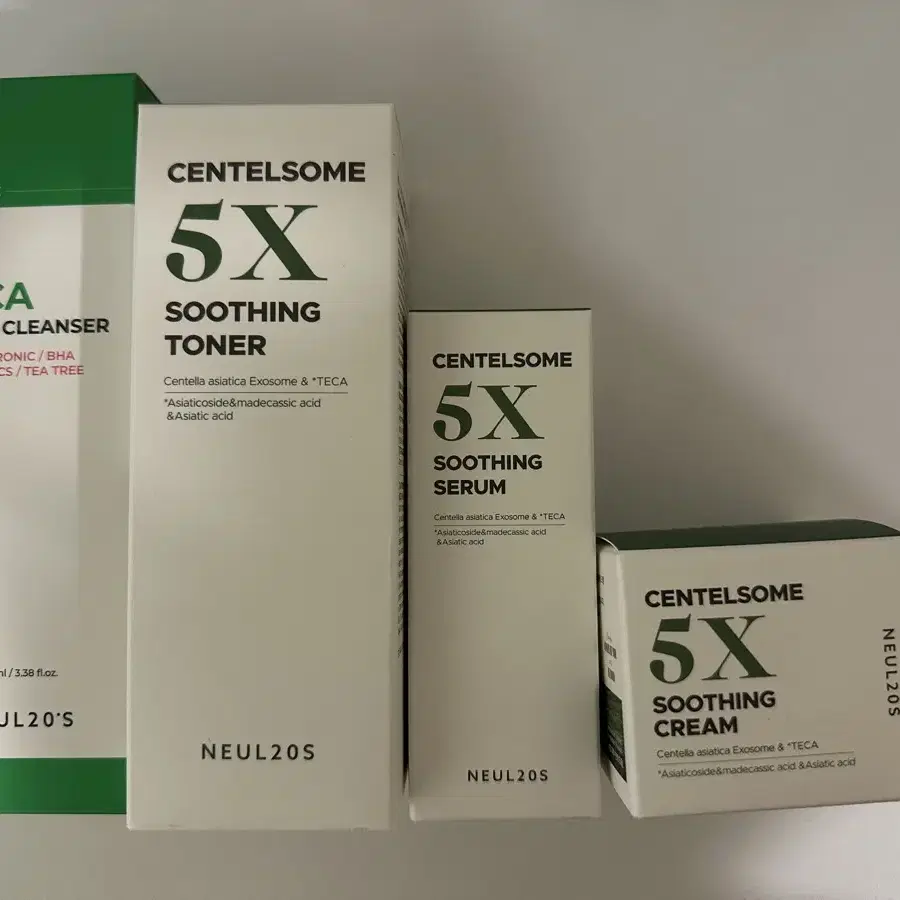 CA
CLEANSER
RONIC / BHA
CS / TEA TREE
3.38 fl.oz.
UL20'S
CENTELSOME
5X
SOOTHING
TONER
Centella asiatica Exosome & *TECA
*Asiaticoside&madecassic acid
&Asiatic acid
NEUL20S
CENTELSOME
5X
SOOTHING
SERUM
Centella asiatica Exosome & *TECA
*Asiaticoside&madecassic acid
&Asiatic acid
NEUL20S
CENTELSOME
5X
SOOTHING
CREAM
Centella asiatica Exosome & *TECA
*Asiaticoside&madecassic acid &Asiatic acid
NEUL20S